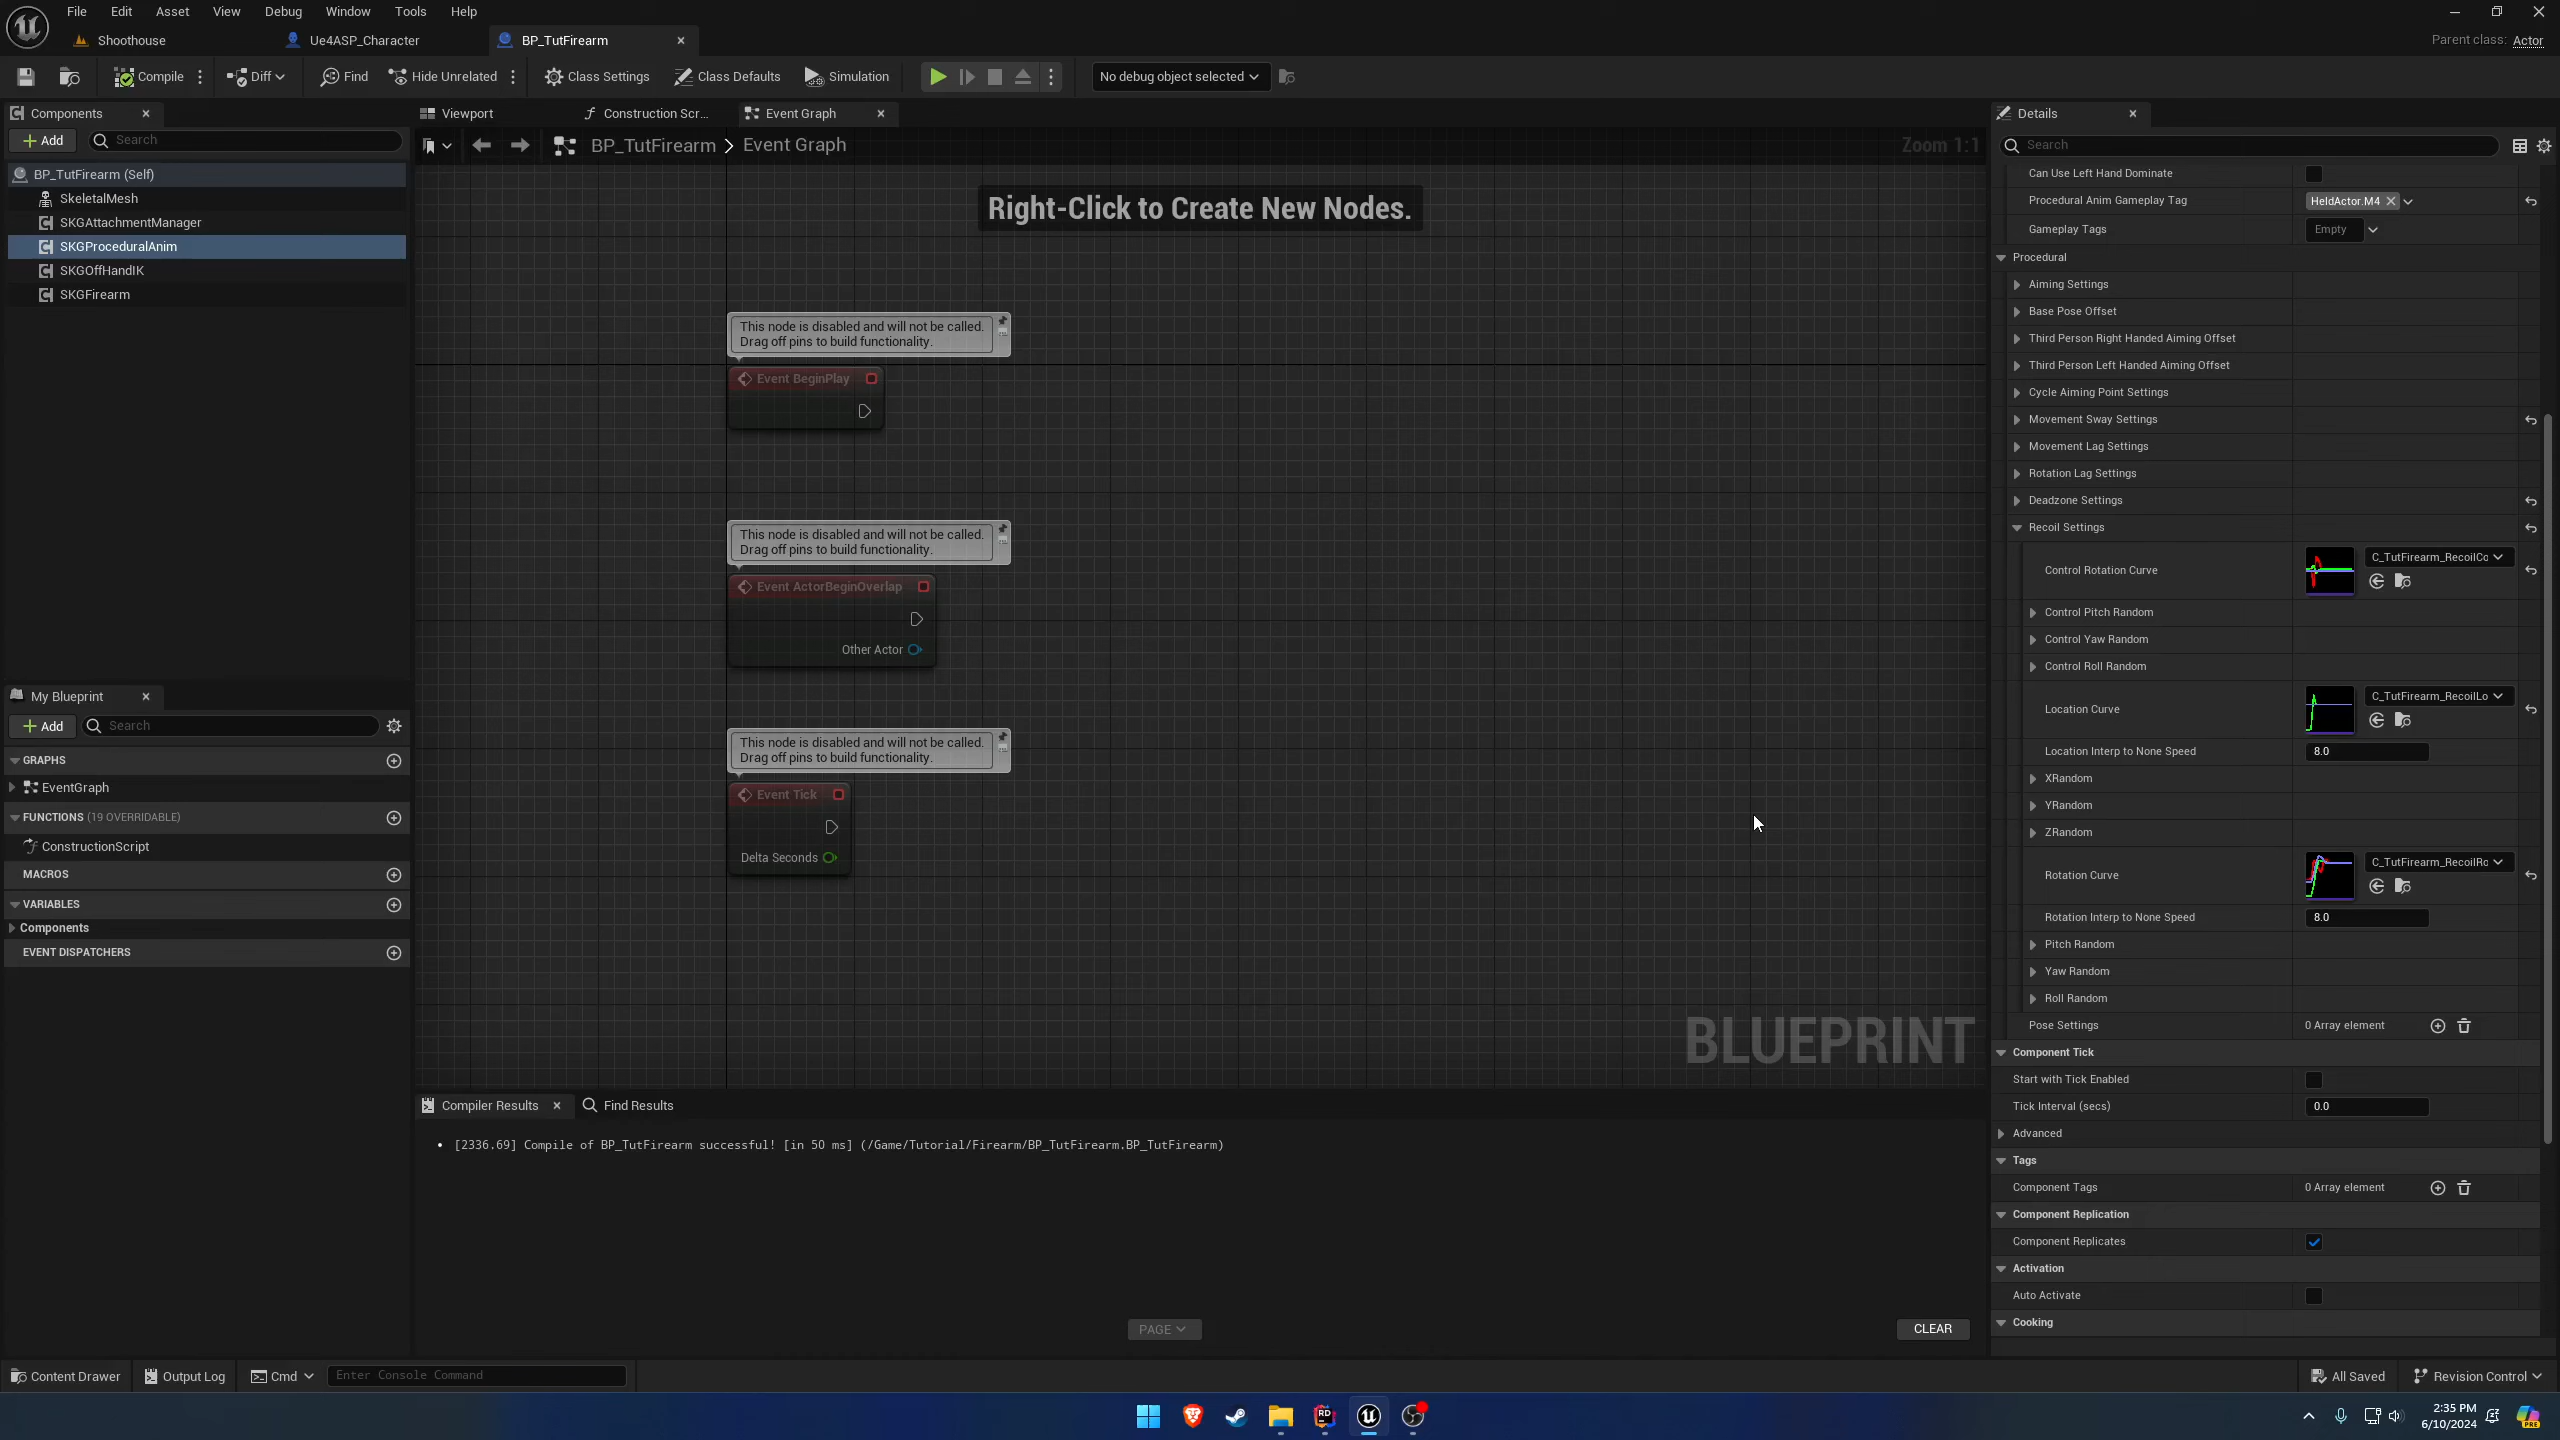 File Edit Asset View Debug Window Tools Help
Shoothouse Ue4ASP_Character BP_TutFirearm
Parent class: Actor
Compile Diff Find Hide Unrelated Class Settings Class Defaults Simulation No debug object selected
Components
Add Search
BP_TutFirearm (Self)
SkeletalMesh
SKGAttachmentManager
SKGProceduralAnim
SKGOffHandIK
SKGFirearm
My Blueprint
Add Search
GRAPHS
EventGraph
FUNCTIONS (19 OVERRIDABLE)
ConstructionScript
MACROS
VARIABLES
Components
EVENT DISPATCHERS
Viewport Construction Scr... Event Graph
BP_TutFirearm > Event Graph Zoom 1:1
Right-Click to Create New Nodes.
This node is disabled and will not be called.
Drag off pins to build functionality.
Event BeginPlay
This node is disabled and will not be called.
Drag off pins to build functionality.
Event ActorBeginOverlap
Other Actor
This node is disabled and will not be called.
Drag off pins to build functionality.
Event Tick
Delta Seconds
BLUEPRINT
Compiler Results Find Results
• [2336.69] Compile of BP_TutFirearm successful! [in 50 ms] (/Game/Tutorial/Firearm/BP_TutFirearm.BP_TutFirearm)
PAGE CLEAR
Details
Search
Can Use Left Hand Dominate
Procedural Anim Gameplay Tag HeldActor.M4
Gameplay Tags Empty
Procedural
Aiming Settings
Base Pose Offset
Third Person Right Handed Aiming Offset
Third Person Left Handed Aiming Offset
Cycle Aiming Point Settings
Movement Sway Settings
Movement Lag Settings
Rotation Lag Settings
Deadzone Settings
Recoil Settings
Control Rotation Curve C_TutFirearm_RecoilCo
Control Pitch Random
Control Yaw Random
Control Roll Random
Location Curve C_TutFirearm_RecoilLo
Location Interp to None Speed 8.0
XRandom
YRandom
ZRandom
Rotation Curve C_TutFirearm_RecoilRo
Rotation Interp to None Speed 8.0
Pitch Random
Yaw Random
Roll Random
Pose Settings 0 Array element
Component Tick
Start with Tick Enabled
Tick Interval (secs) 0.0
Advanced
Tags
Component Tags 0 Array element
Component Replication
Component Replicates
Activation
Auto Activate
Cooking
Content Drawer Output Log Cmd Enter Console Command All Saved Revision Control
RD
2:35 PM
6/10/2024
PRE